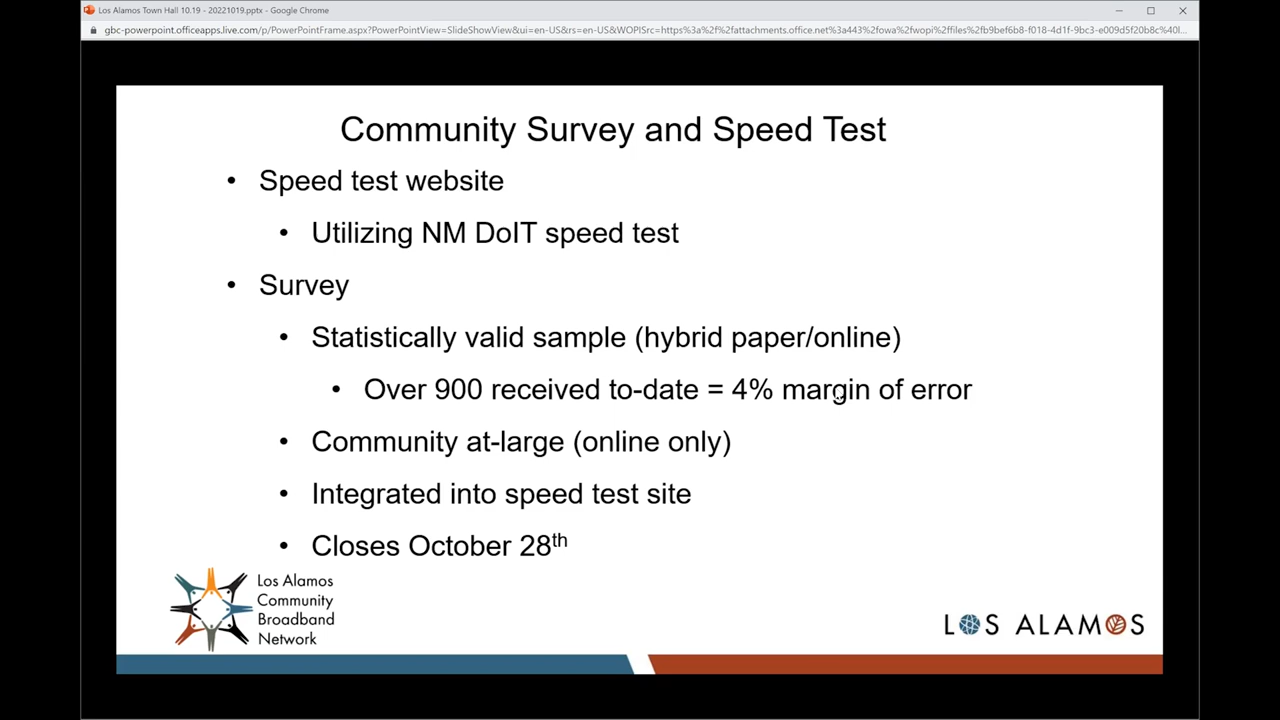 Los Alamos Town Hall 10.19 - 20221019.pptx - Google Chrome
gbc-powerpoint.officeapps.live.com/p/PowerPointFrame.aspx?PowerPointView=SlideShowView&ui=en-US&rs=en-US&WOPISrc=https%3a%2f%2fattachments.office.net%3a443%2fowa%2fwopi%2ffiles%2fb9bef6b8-f018-4d1f-9bc3-e009d5f20b8c%40l...
Community Survey and Speed Test
• Speed test website
• Utilizing NM DoIT speed test
• Survey
• Statistically valid sample (hybrid paper/online)
• Over 900 received to-date = 4% margin of error
• Community at-large (online only)
• Integrated into speed test site
• Closes October 28th
Los Alamos
Community
Broadband
Network
LOS ALAMOS